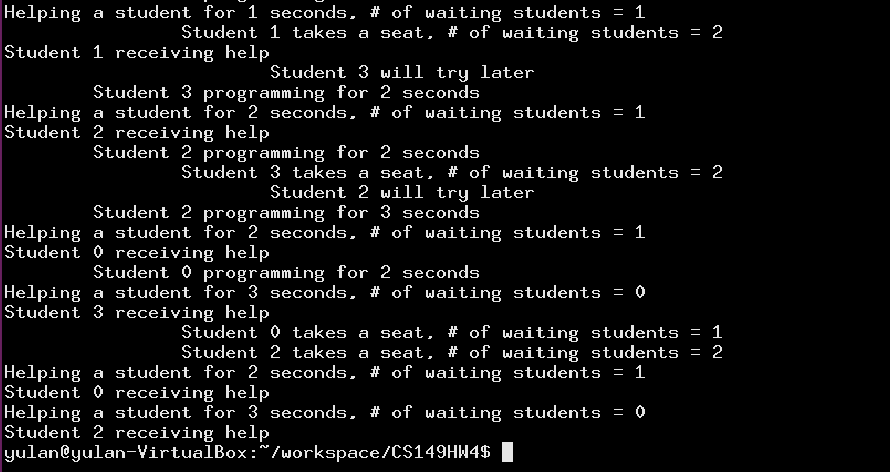 Helping a student for 1 seconds, # of waiting students = 1
Student 1 takes a seat, # of waiting students = 2
Student 1 receiving help
Student 3 will try later
Student 3 programming for 2 seconds
Helping a student for 2 seconds, # of waiting students = 1
Student 2 receiving help
Student 2 programming for 2 seconds
Student 3 takes a seat, # of waiting students = 2
Student 2 will try later
Student 2 programming for 3 seconds
Helping a student for 2 seconds, # of waiting students = 1
Student 0 receiving help
Student 0 programming for 2 seconds
Helping a student for 3 seconds, # of waiting students = 0
Student 3 receiving help
Student 0 takes a seat, # of waiting students = 1
Student 2 takes a seat, # of waiting students = 2
Helping a student for 2 seconds, # of waiting students = 1
Student 0 receiving help
Helping a student for 3 seconds, # of waiting students = 0
Student 2 receiving help
yulan@yulan-VirtualBox:~/workspace/CS149HW4$